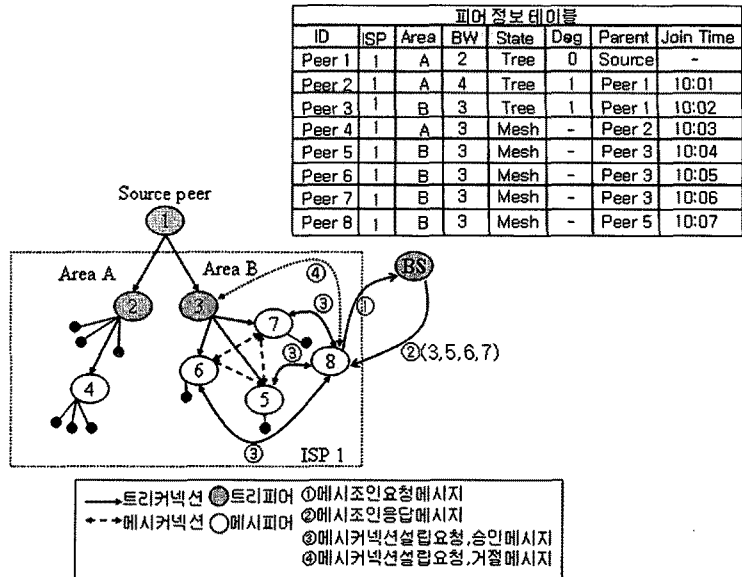 피어 정보 테이블
ID ISP Area BW State Deg Parent Join Time
Peer 1 1 A 2 Tree 0 Source -
Peer 2 1 A 4 Tree 1 Peer 1 10:01
Peer 3 1 B 3 Tree 1 Peer 1 10:02
Peer 4 1 A 3 Mesh - Peer 2 10:03
Peer 5 1 B 3 Mesh - Peer 3 10:04
Peer 6 1 B 3 Mesh - Peer 3 10:05
Peer 7 1 B 3 Mesh - Peer 3 10:06
Peer 8 1 B 3 Mesh - Peer 5 10:07
Source peer
1
Area A
Area B
④
BS
2
3
①
③
7
③
8
②(3,5,6,7)
4
6
5
③
ISP 1
트리커넥션 트리피어 ①메시조인요청메시지
메시커넥션 메시피어 ②메시조인응답메시지
③메시커넥션설립요청,승인메시지
④메시커넥션설립요청,거절메시지